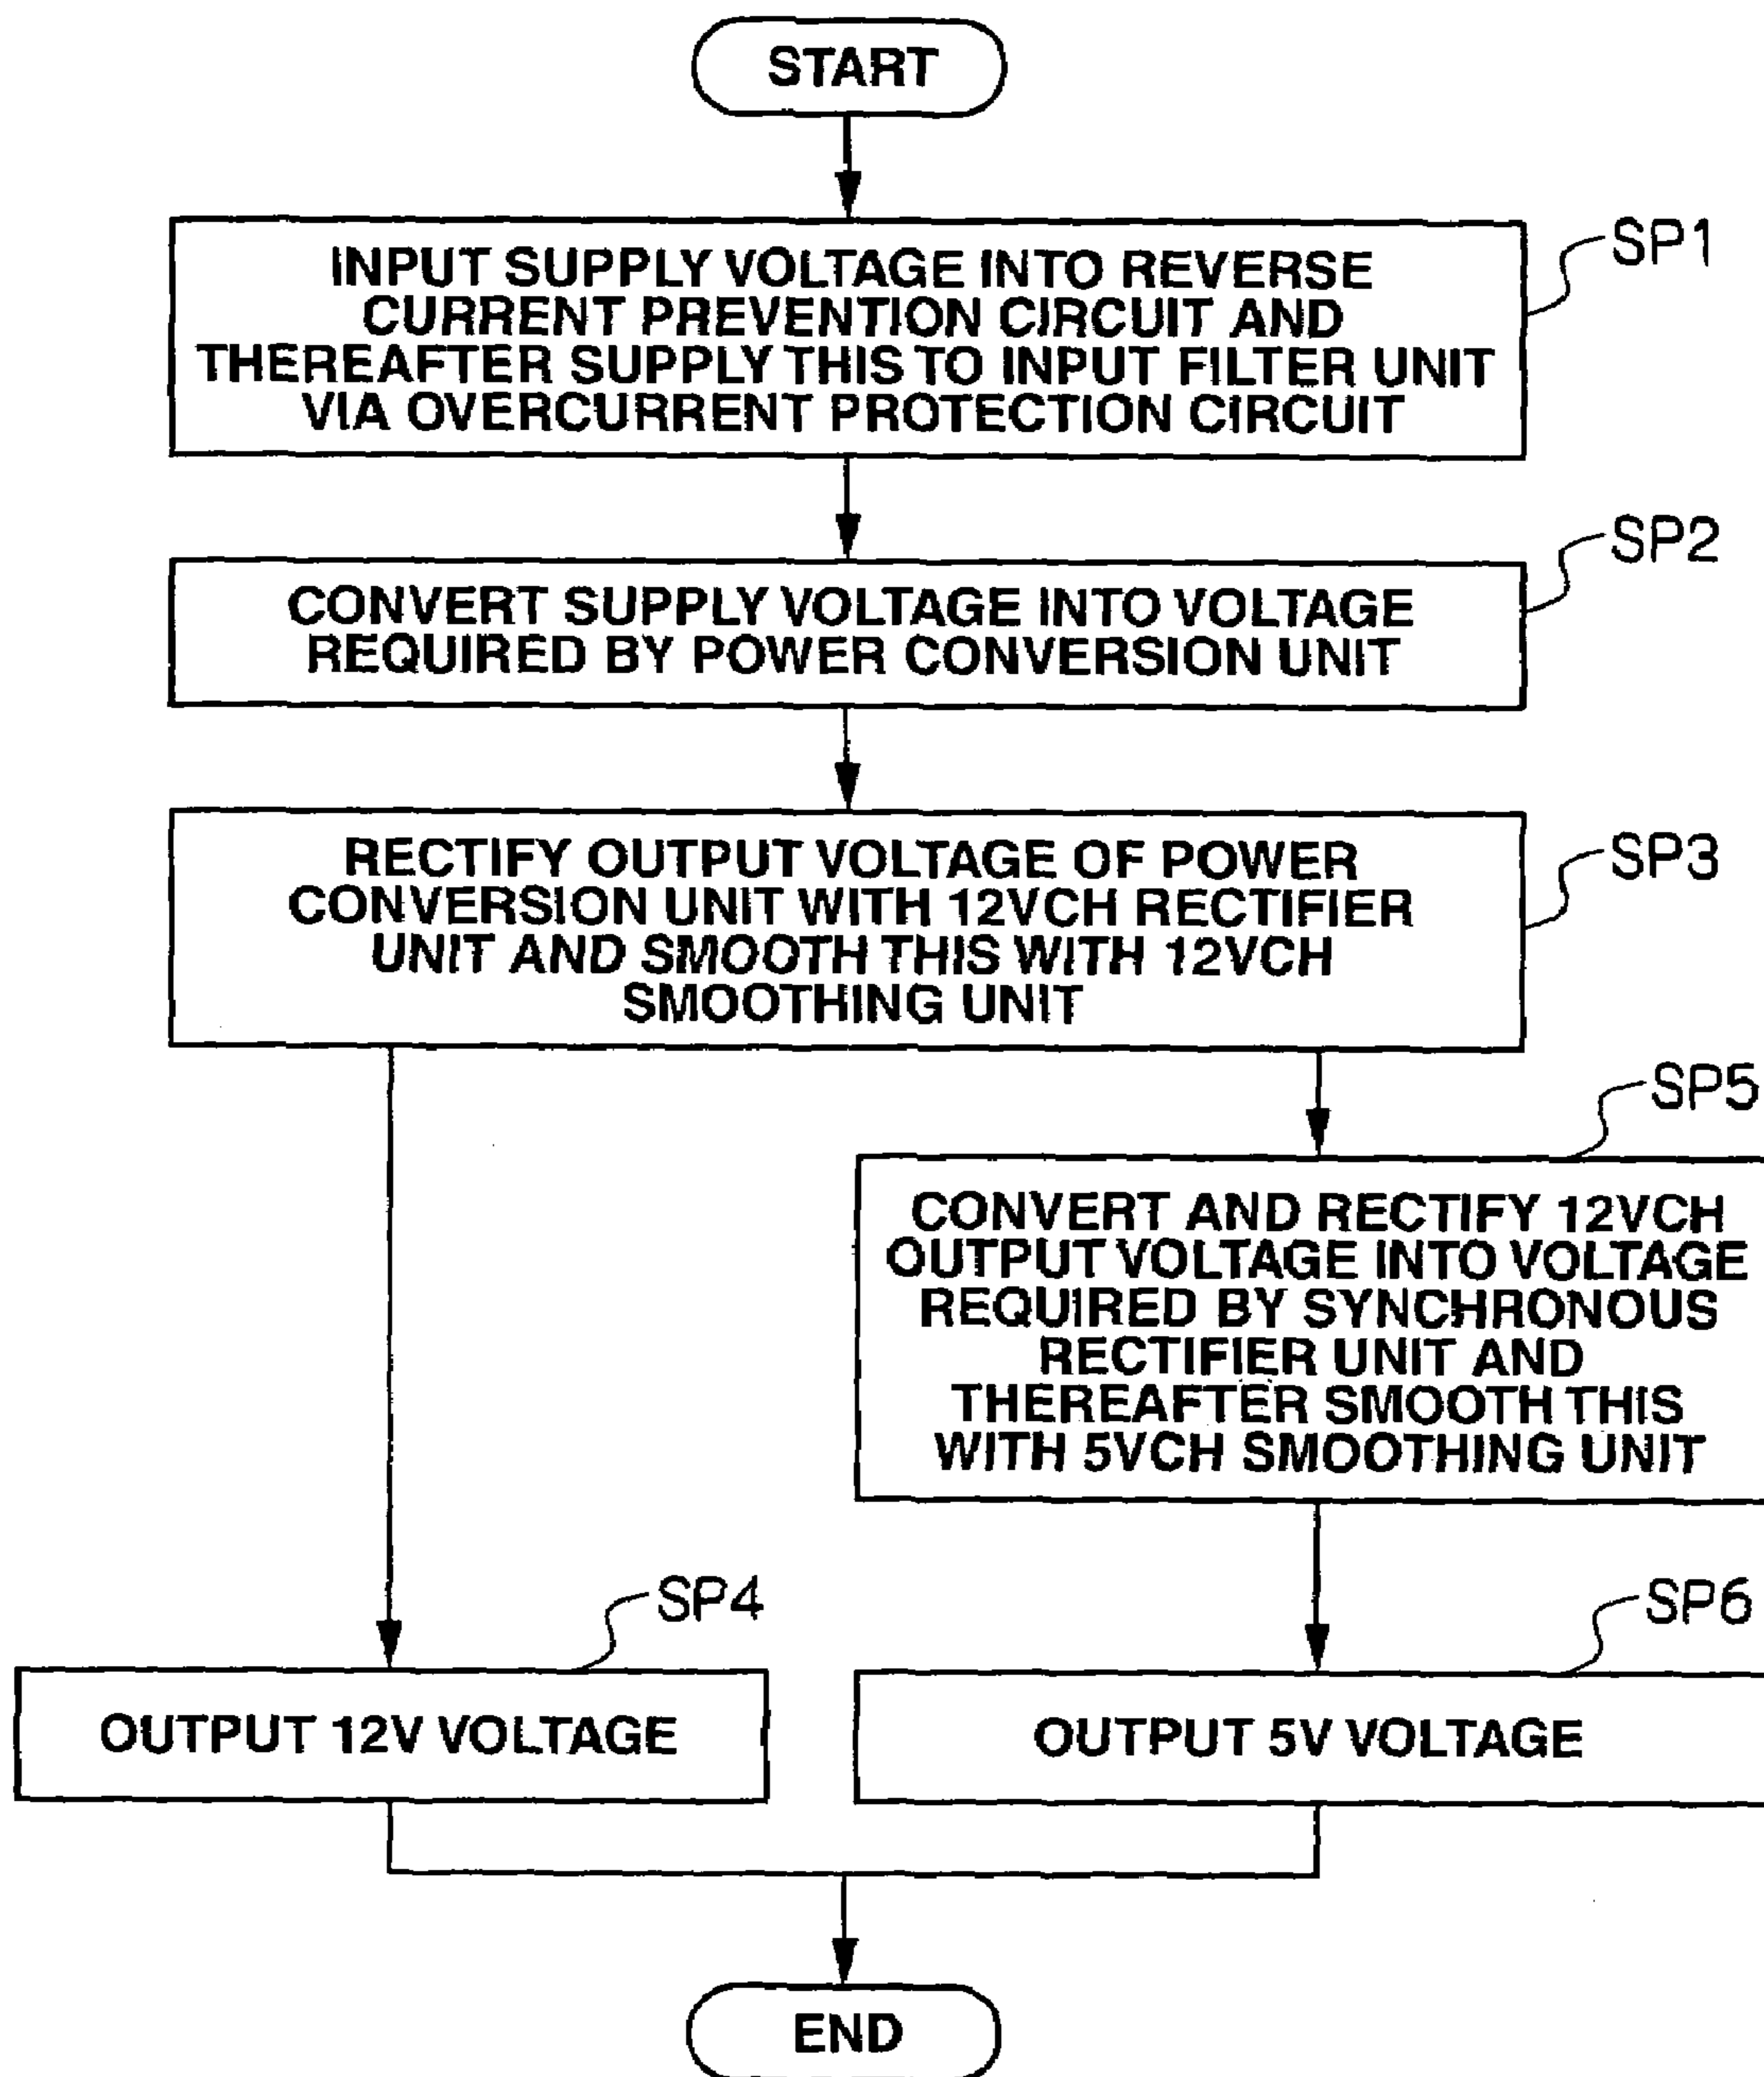 START
SP1
INPUT SUPPLY VOLTAGE INTO REVERSE
CURRENT PREVENTION CIRCUIT AND
THEREAFTER SUPPLY THIS TO INPUT FILTER UNIT
VIA OVERCURRENT PROTECTION CIRCUIT
SP2
CONVERT SUPPLY VOLTAGE INTO VOLTAGE
REQUIRED BY POWER CONVERSION UNIT
SP3
RECTIFY OUTPUT VOLTAGE OF POWER
CONVERSION UNIT WITH 12VCH RECTIFIER
UNIT AND SMOOTH THIS WITH 12VCH
SMOOTHING UNIT
SP5
CONVERT AND RECTIFY 12VCH
OUTPUT VOLTAGE INTO VOLTAGE
REQUIRED BY SYNCHRONOUS
RECTIFIER UNIT AND
THEREAFTER SMOOTH THIS
WITH 5VCH SMOOTHING UNIT
SP4
OUTPUT 12V VOLTAGE
SP6
OUTPUT 5V VOLTAGE
END